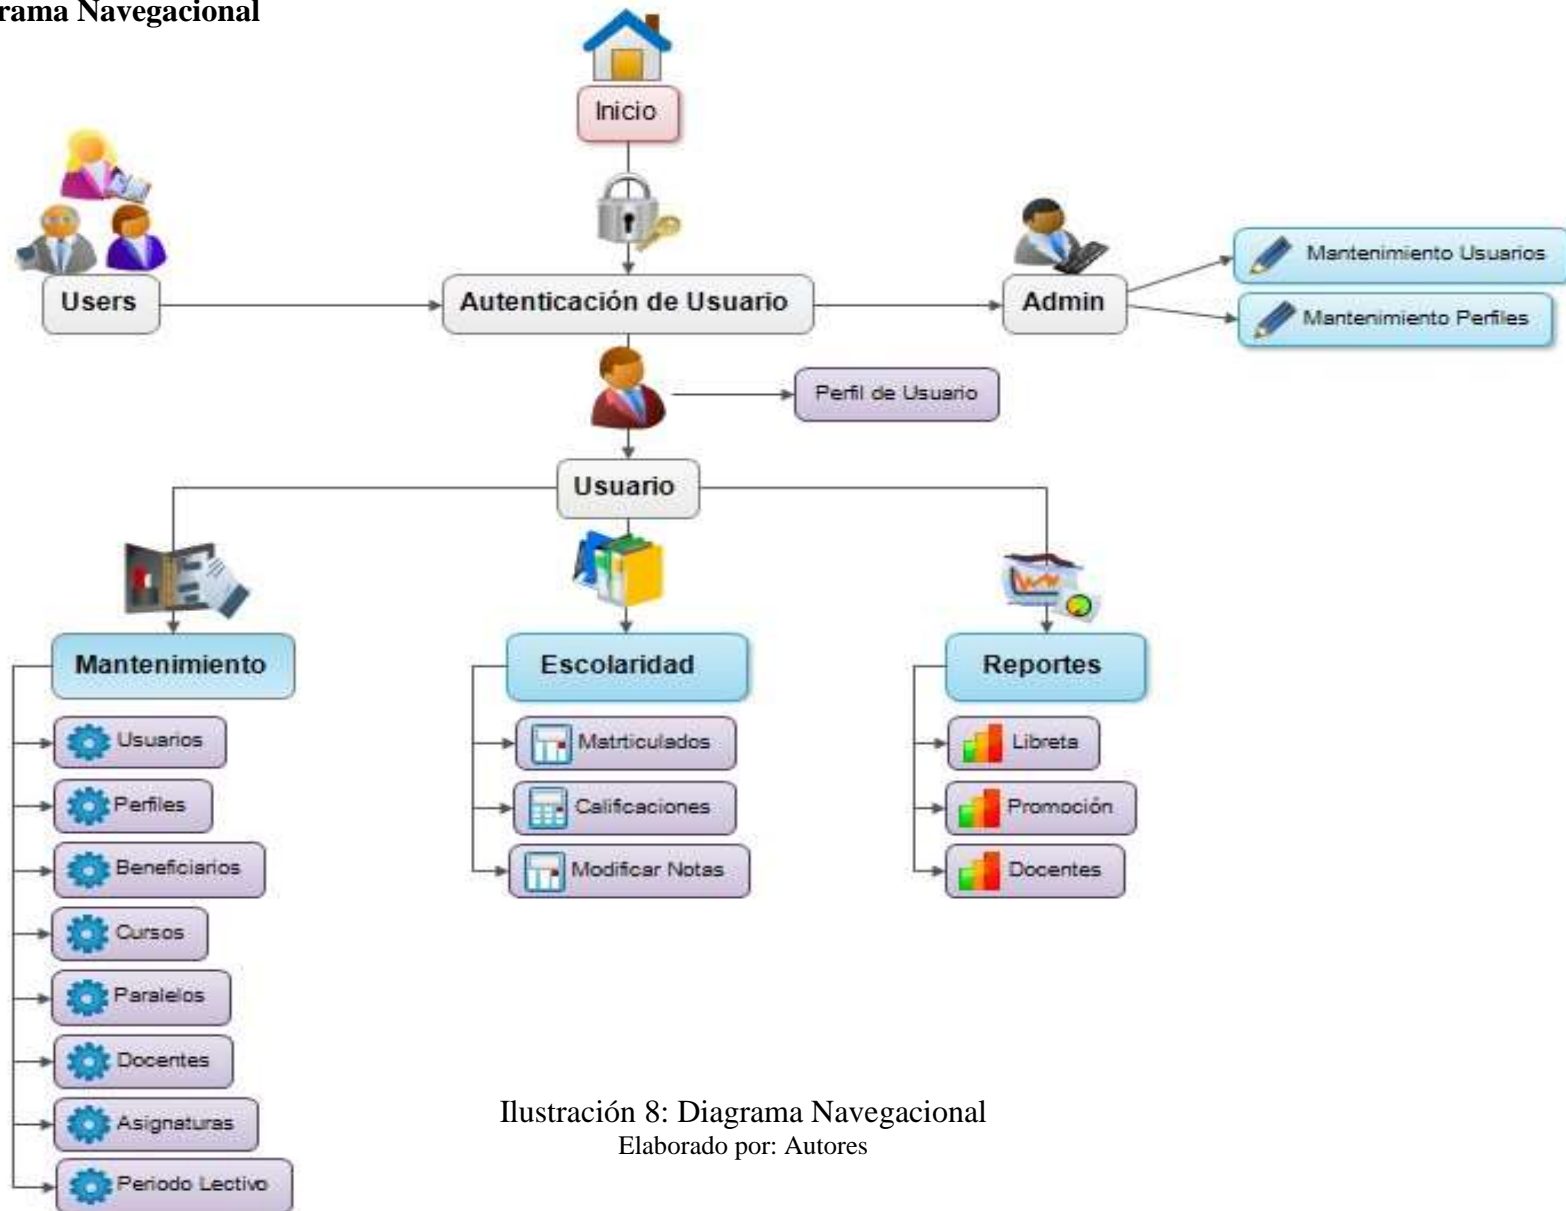 rama Navegacional
Inicio
Users
Autenticación de Usuario
Admin
Mantenimiento Usuarios
Mantenimiento Perfiles
Perfil de Usuario
Usuario
Mantenimiento
Usuarios
Perfiles
Beneficiarios
Cursos
Paralelos
Docentes
Asignaturas
Periodo Lectivo
Escolaridad
Matrticulados
Calificaciones
Modificar Notas
Reportes
Libreta
Promoción
Docentes
Ilustración 8: Diagrama Navegacional
Elaborado por: Autores